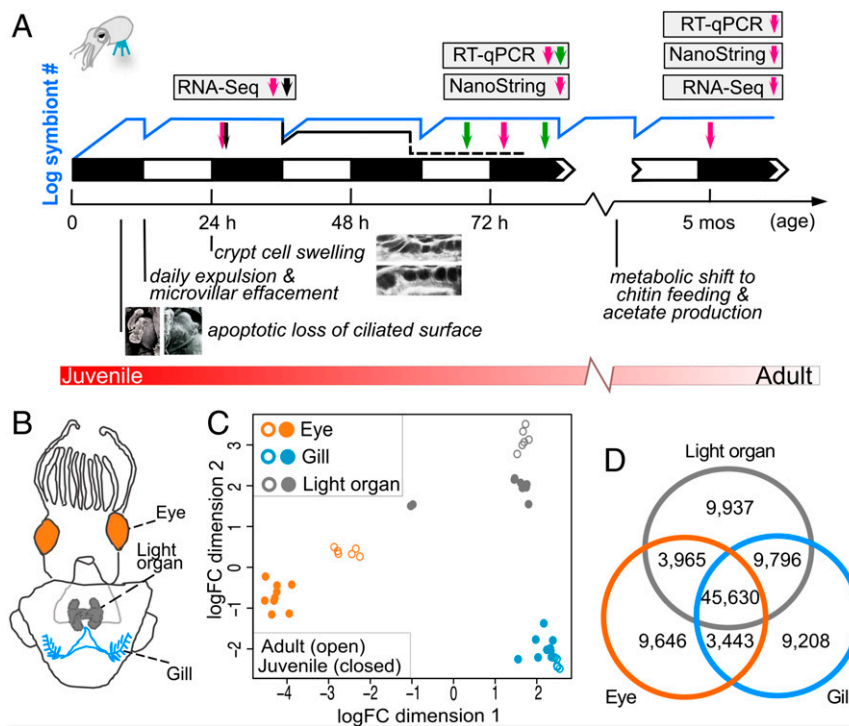 A
Log symbiont #
RNA-Seq
RT-qPCR
NanoString
RT-qPCR
NanoString
RNA-Seq
0
24 h
48 h
72 h
5 mos
(age)
crypt cell swelling
daily expulsion &
microvillar effacement
apoptotic loss of ciliated surface
metabolic shift to
chitin feeding &
acetate production
Juvenile
Adult
B
Eye
Light
organ
Gill
C
Eye
Gill
Light organ
Adult (open)
Juvenile (closed)
logFC dimension 2
3
2
1
0
-1
-2
-4
-3
-2
-1
0
1
2
logFC dimension 1
D
Light organ
9,937
3,965
9,796
45,630
9,646
3,443
9,208
Eye
Gil